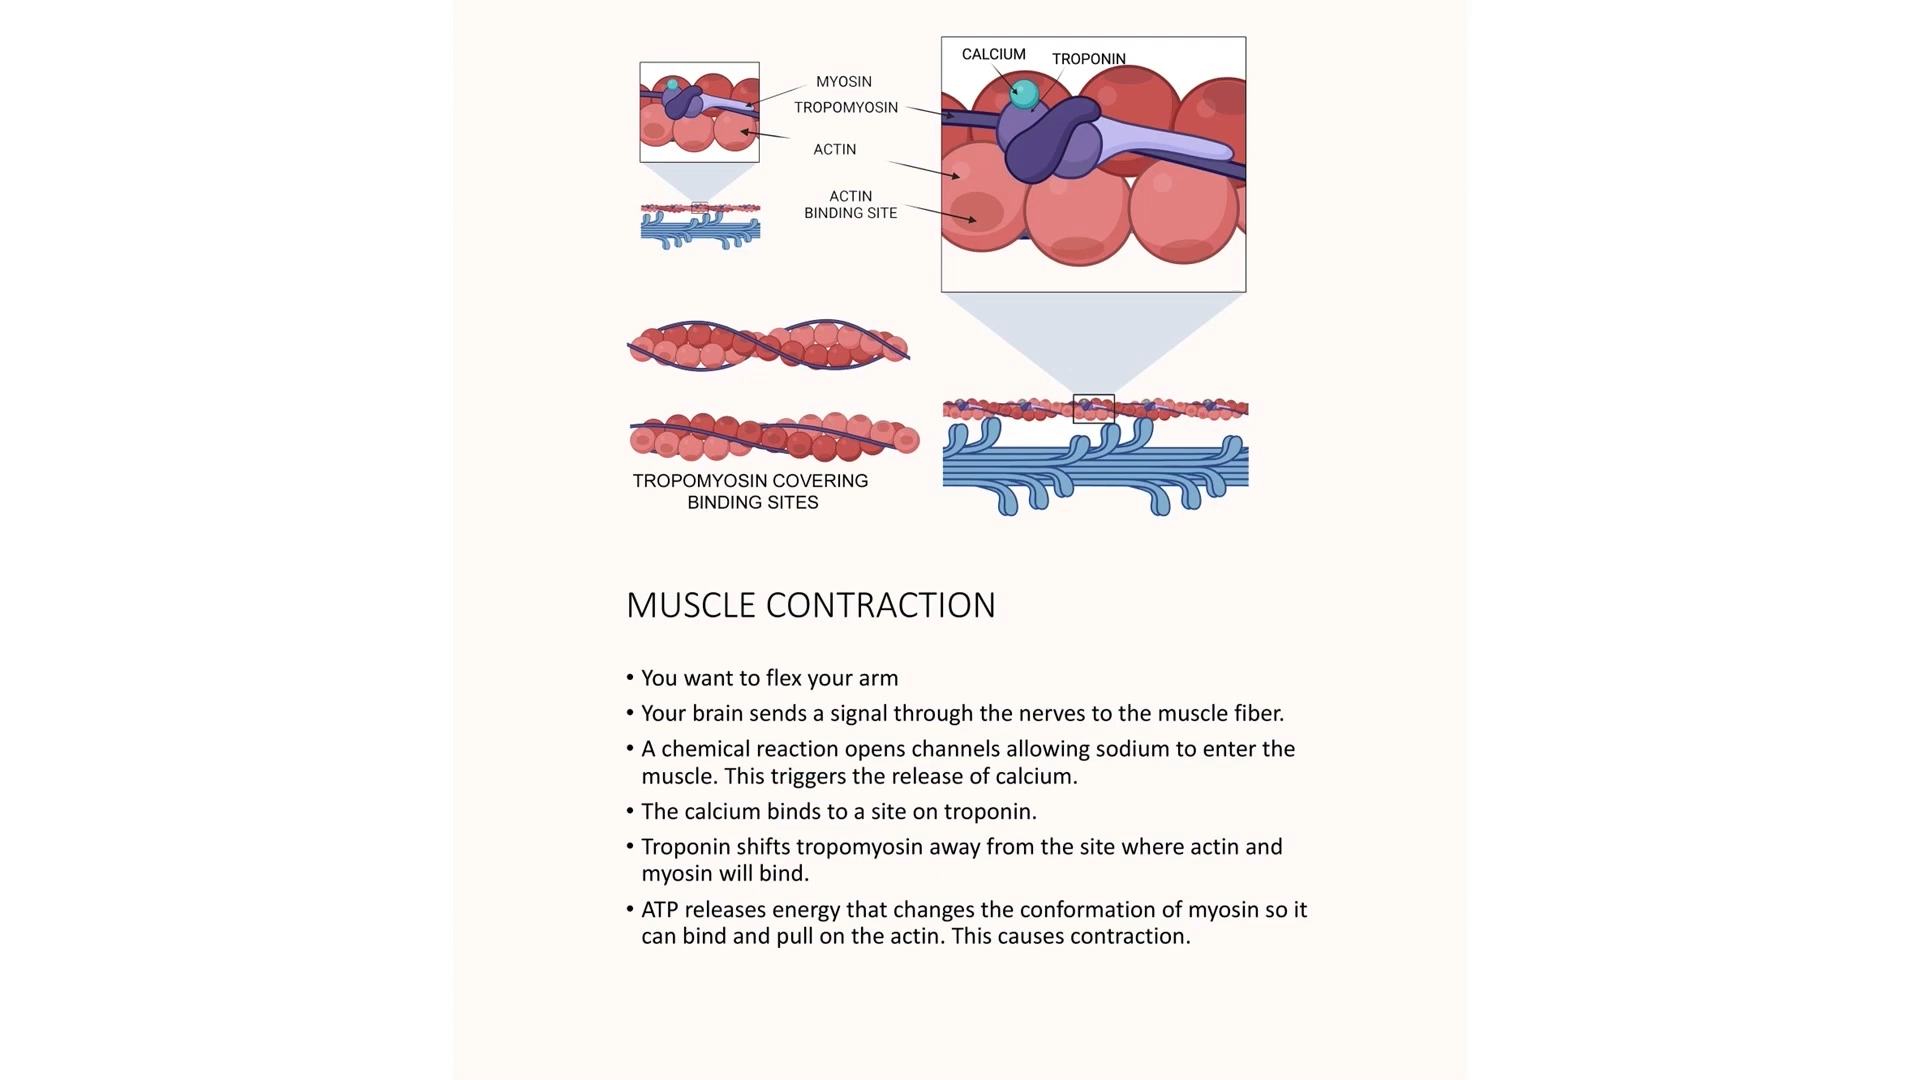 CALCIUM
TROPONIN
MYOSIN
TROPOMYOSIN
ACTIN
ACTIN
BINDING SITE
TROPOMYOSIN COVERING
BINDING SITES
MUSCLE CONTRACTION
• You want to flex your arm
• Your brain sends a signal through the nerves to the muscle fiber.
• A chemical reaction opens channels allowing sodium to enter the
muscle. This triggers the release of calcium.
• The calcium binds to a site on troponin.
• Troponin shifts tropomyosin away from the site where actin and
myosin will bind.
• ATP releases energy that changes the conformation of myosin so it
can bind and pull on the actin. This causes contraction.